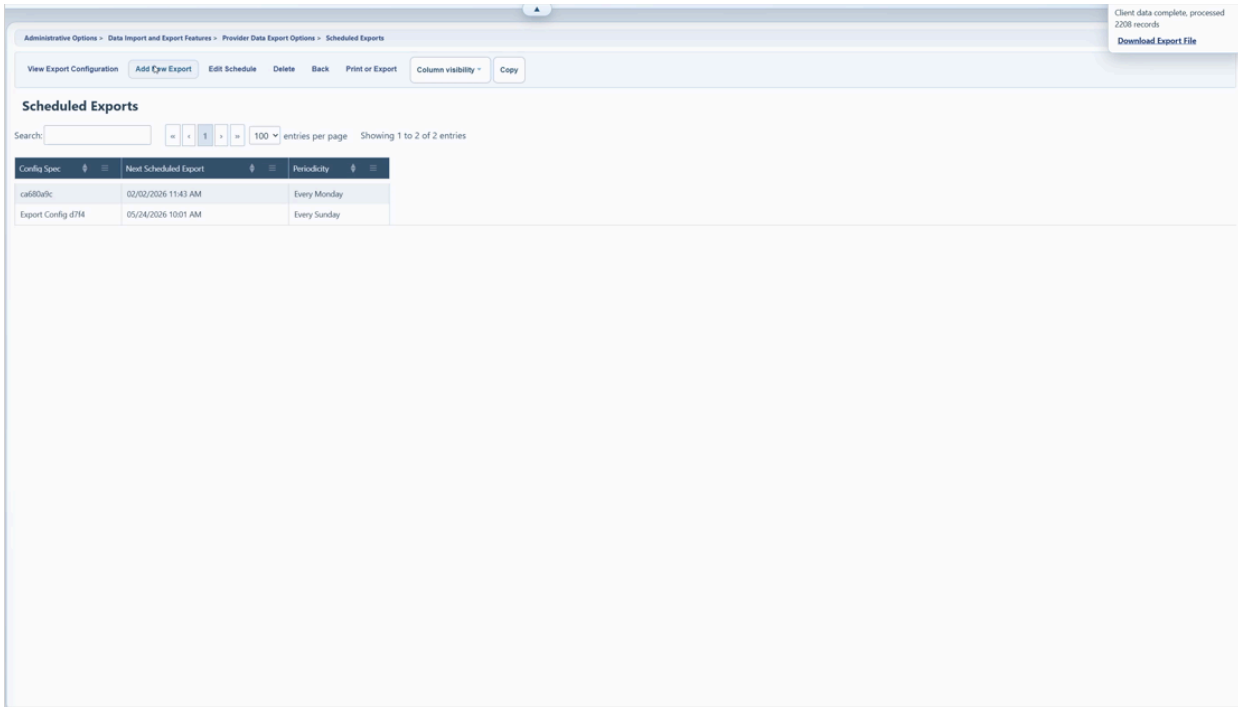 Client data complete, processed
2208 records
Download Export File
Administrative Options > Data Import and Export Features > Provider Data Export Options > Scheduled Exports
View Export Configuration Add New Export Edit Schedule Delete Back Print or Export Column visibility Copy
Scheduled Exports
Search: « ‹ 1 › » 100 entries per page Showing 1 to 2 of 2 entries
Config Spec Next Scheduled Export Periodicity
ca680a9c 02/02/2026 11:43 AM Every Monday
Export Config d7f4 05/24/2026 10:01 AM Every Sunday